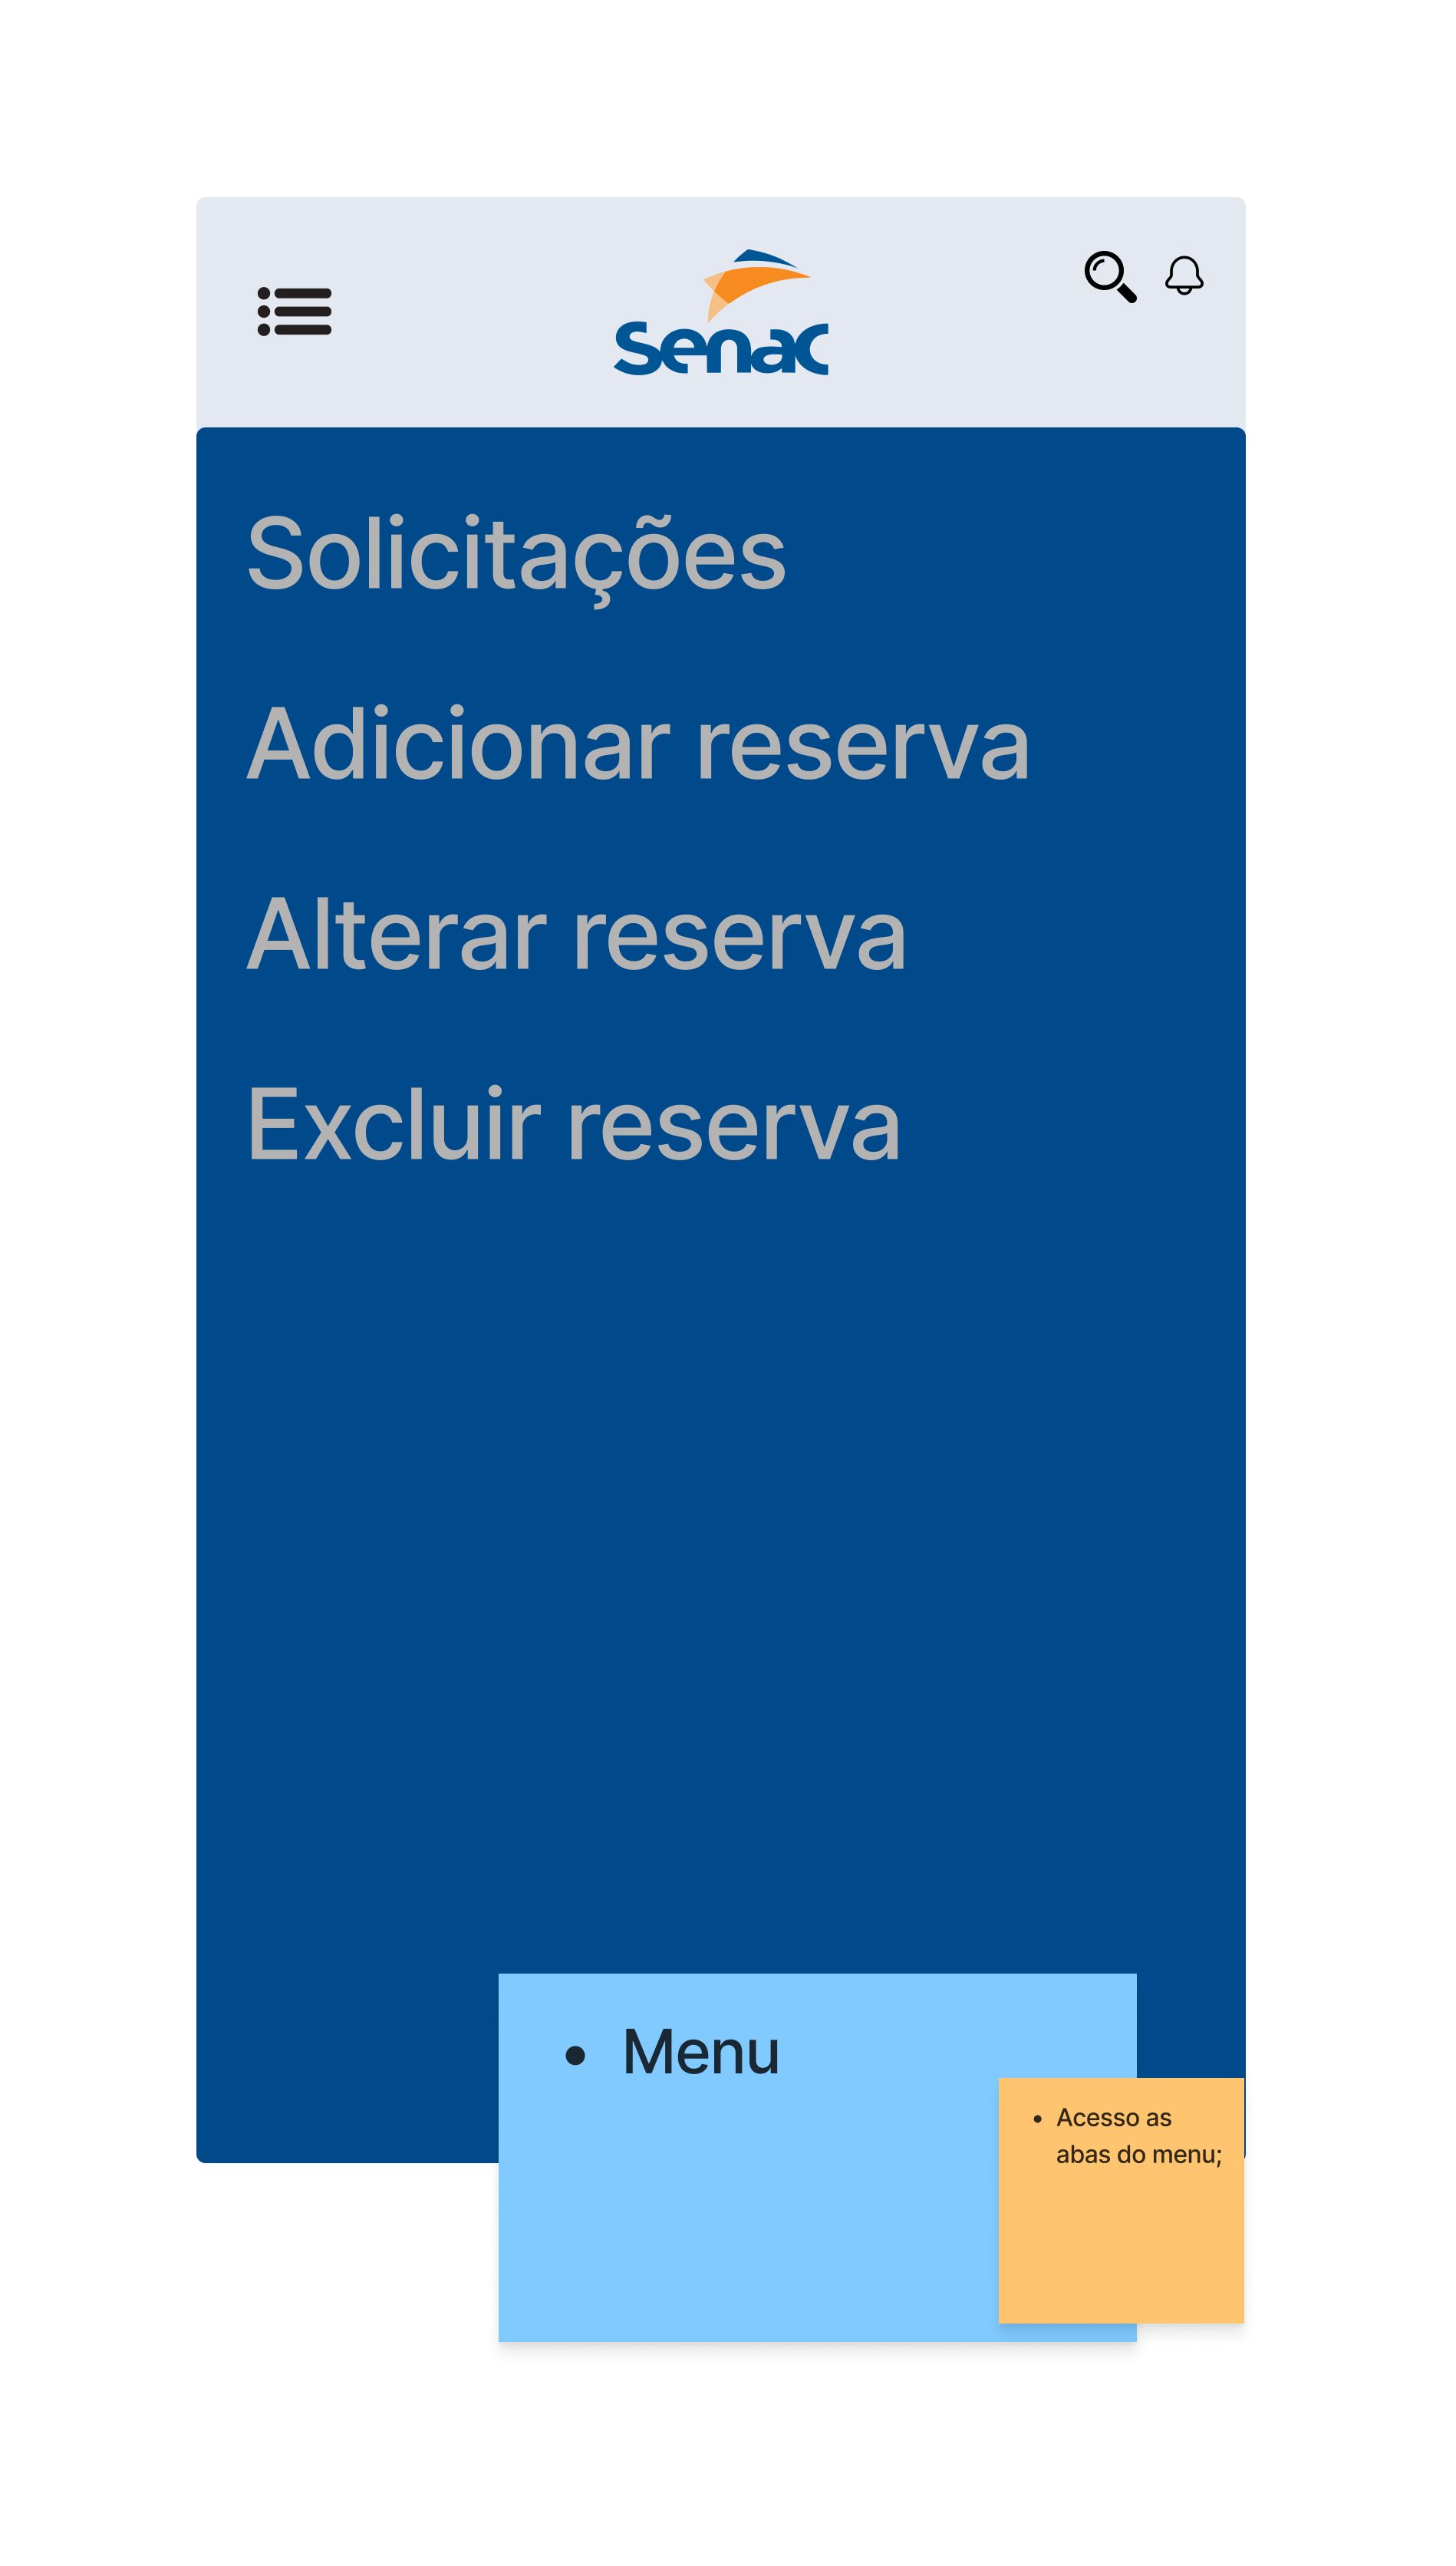 Senac
Solicitações
Adicionar reserva
Alterar reserva
Excluir reserva
• Menu
• Acesso as
abas do menu;